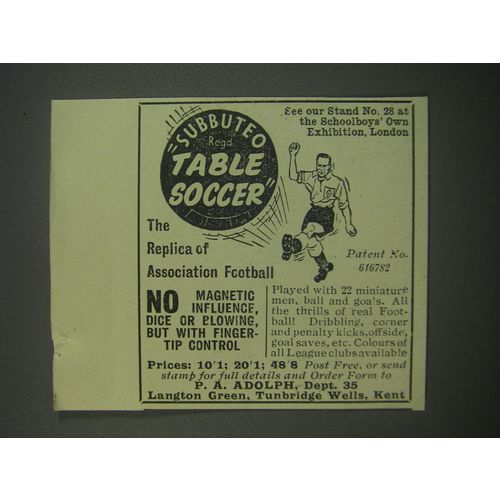 See our Stand No. 28 at
the Schoolboys' Own
Exhibition, London
"SUBBUTEO
Regd
TABLE
SOCCER"
The
Replica of
Association Football
Patent No.
616782
NO MAGNETIC
INFLUENCE,
DICE OR BLOWING,
BUT WITH FINGER-
TIP CONTROL
Played with 22 miniature
men, ball and goals. All
the thrills of real Foot-
ball! Dribbling, corner
and penalty kicks, offside,
goal saves, etc. Colours of
all League clubs available
Prices: 10'1; 20'1; 48'8 Post Free, or send
stamp for full details and Order Form to
P. A. ADOLPH, Dept. 35
Langton Green, Tunbridge Wells, Kent